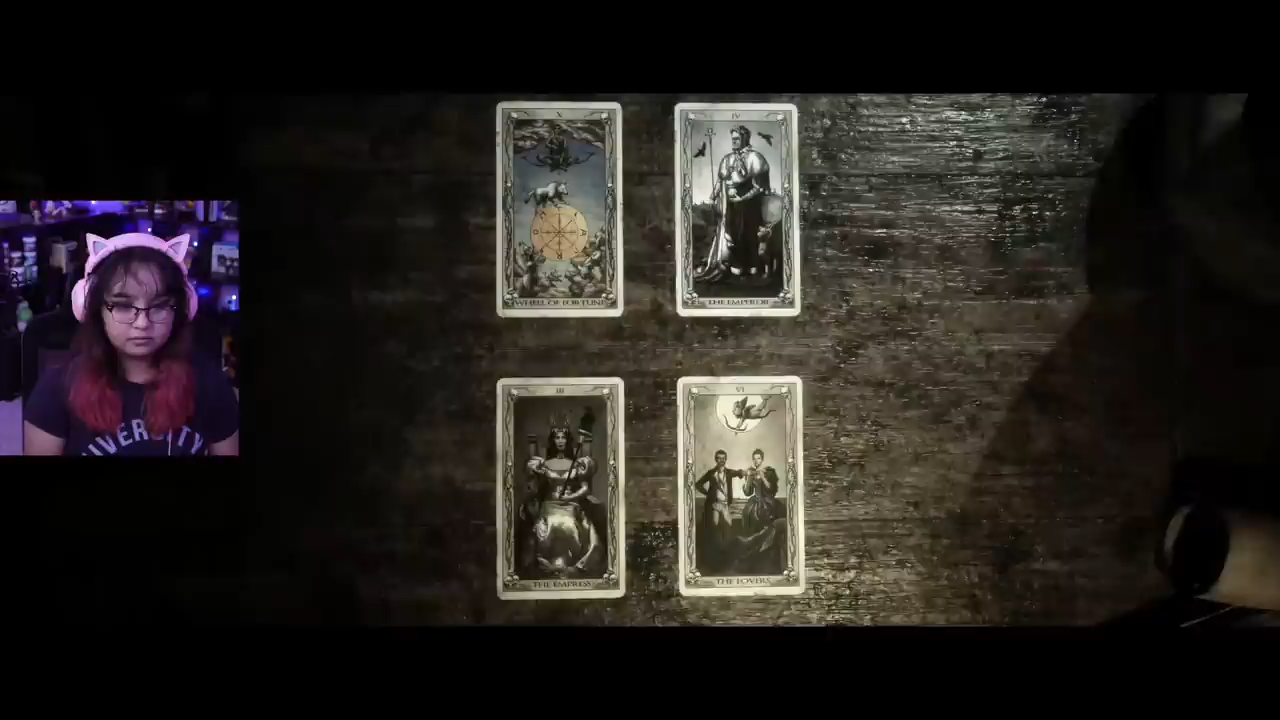 X
WHEEL OF FORTUNE
IV
THE EMPEROR
III
THE EMPRESS
VI
THE LOVERS